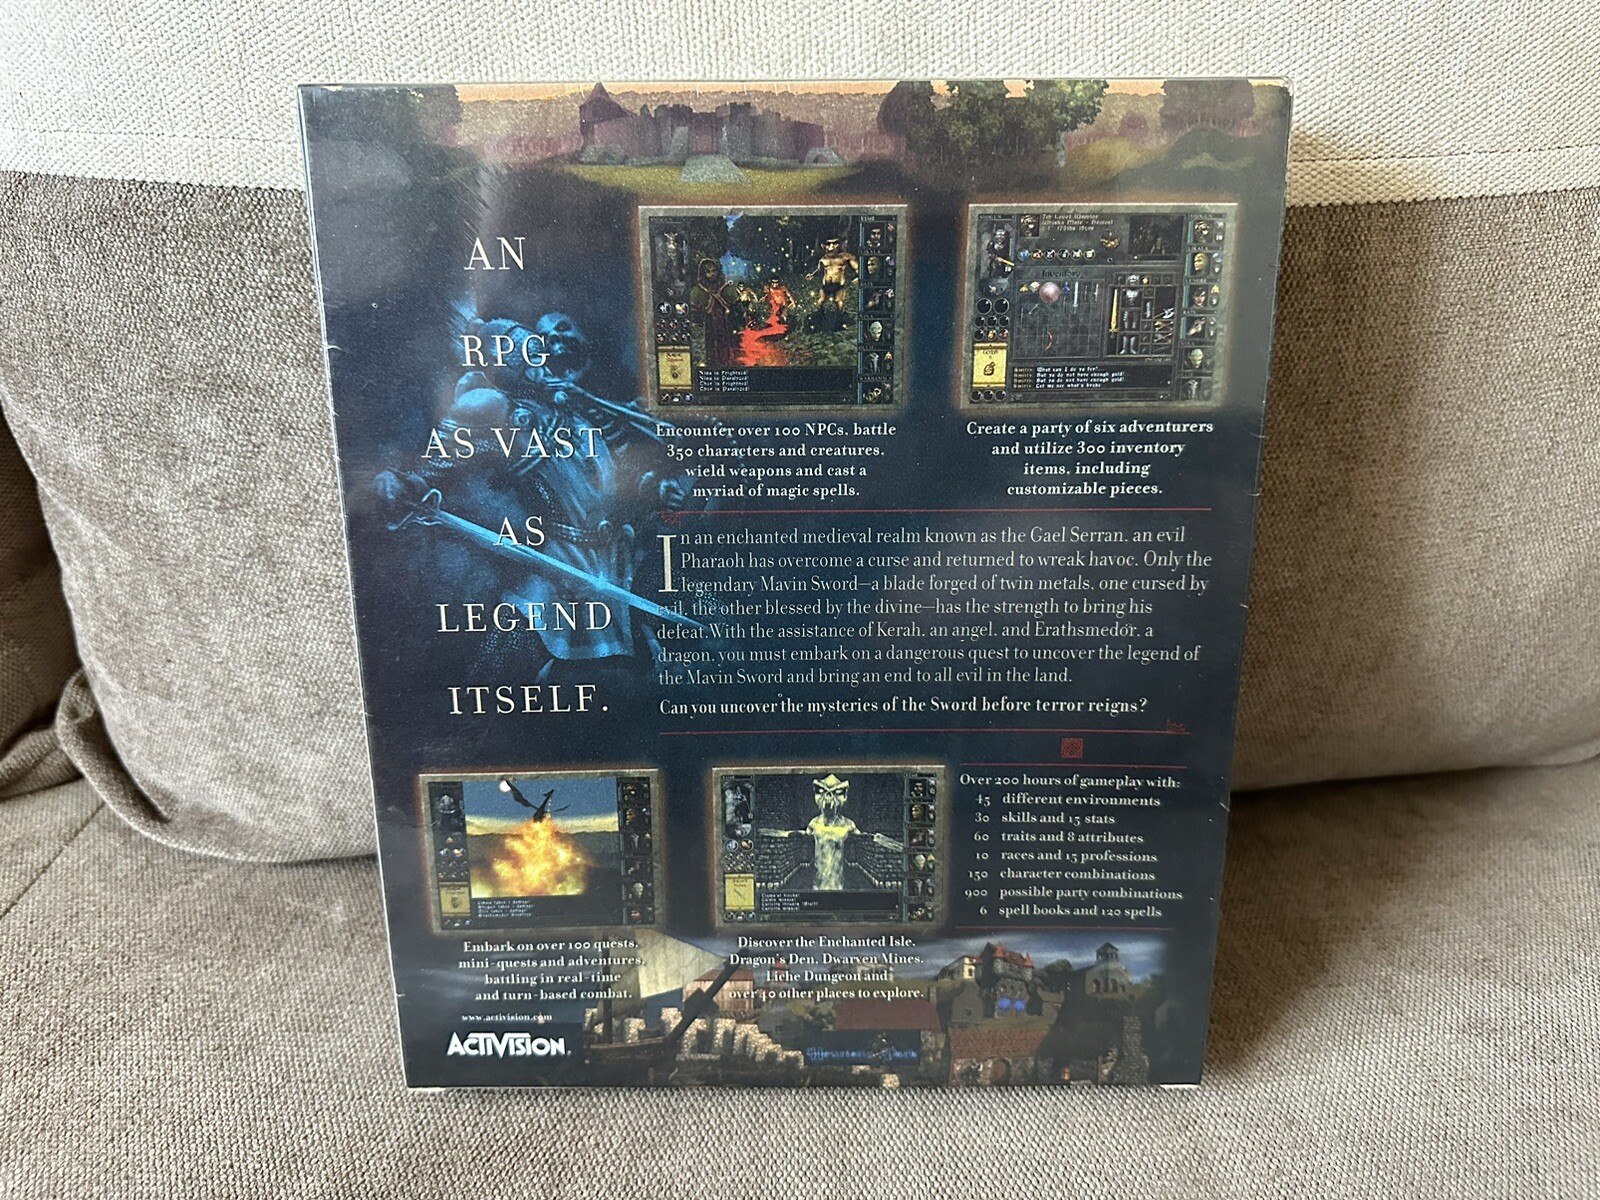 AN
RPG
AS VAST
AS
LEGEND
ITSELF.
Encounter over 100 NPCs, battle
350 characters and creatures,
wield weapons and cast a
myriad of magic spells.
Inventory
Create a party of six adventurers
and utilize 300 inventory
items, including
customizable pieces.
In an enchanted medieval realm known as the Gael Serran, an evil
Pharaoh has overcome a curse and returned to wreak havoc. Only the
legendary Mavin Sword—a blade forged of twin metals, one cursed by
evil, the other blessed by the divine—has the strength to bring his
defeat. With the assistance of Kerah, an angel, and Erathsmedor, a
dragon, you must embark on a dangerous quest to uncover the legend of
the Mavin Sword and bring an end to all evil in the land.
Can you uncover the mysteries of the Sword before terror reigns?
Embark on over 100 quests,
mini-quests and adventures,
battling in real-time
and turn-based combat.
Discover the Enchanted Isle,
Dragon's Den, Dwarven Mines,
Liche Dungeon and
over 40 other places to explore.
Over 200 hours of gameplay with:
45 different environments
30 skills and 15 stats
60 traits and 8 attributes
10 races and 15 professions
150 character combinations
900 possible party combinations
6 spell books and 120 spells
www.activision.com
ACTIVISION.